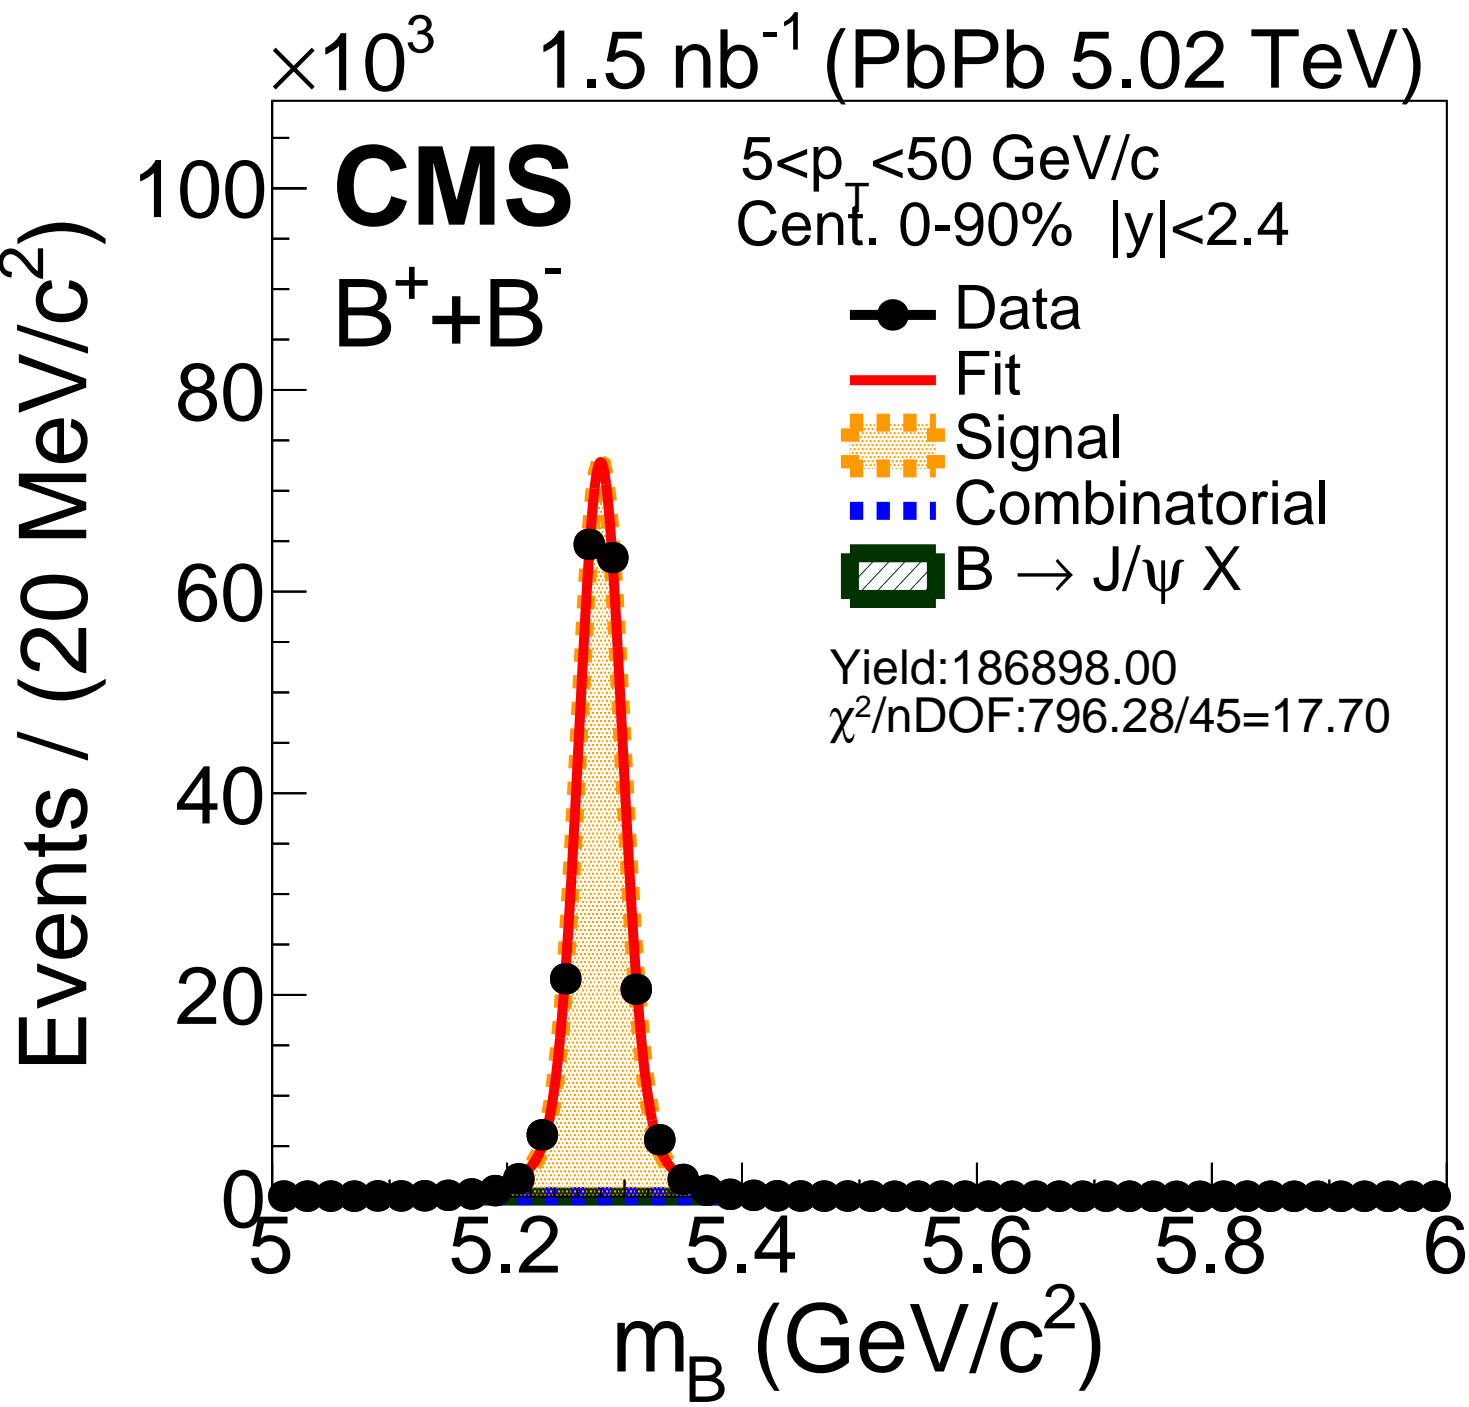 ×10³ 1.5 nb⁻¹ (PbPb 5.02 TeV)
CMS
B⁺+B⁻
5<p_T<50 GeV/c
Cent. 0-90% |y|<2.4
Data
Fit
Signal
Combinatorial
B → J/ψ X
Yield:186898.00
χ²/nDOF:796.28/45=17.70
Events / (20 MeV/c²)
100
80
60
40
20
0
5 5.2 5.4 5.6 5.8 6
m_B (GeV/c²)